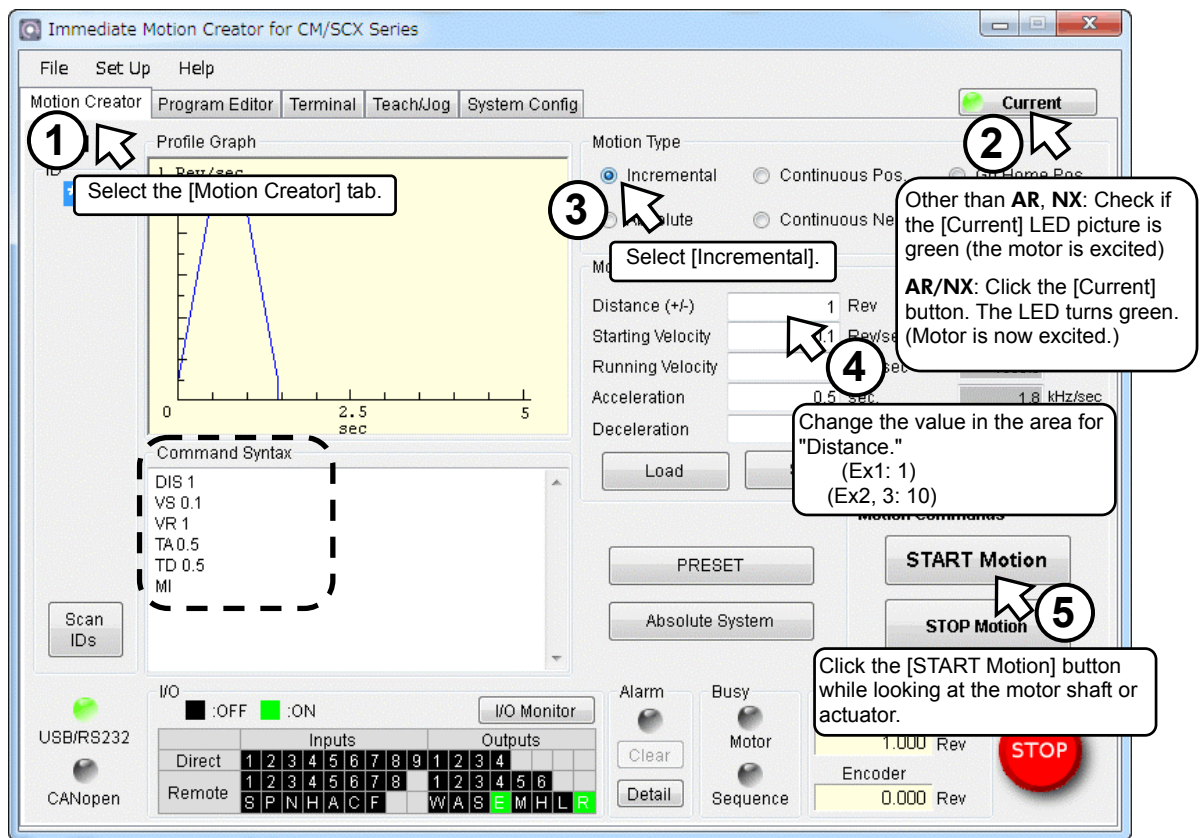 Immediate Motion Creator for CM/SCX Series
File Set Up Help
Motion Creator Program Editor Terminal Teach/Jog System Config
Current
1
2
Select the [Motion Creator] tab.
Profile Graph
1 Rev/sec
0 2.5 5
sec
Motion Type
Incremental Continuous Pos. Go Home Pos.
3
Select [Incremental].
Other than AR, NX: Check if
the [Current] LED picture is
green (the motor is excited)
AR/NX: Click the [Current]
button. The LED turns green.
(Motor is now excited.)
Distance (+/-) 1 Rev
Starting Velocity 0.1 Rev/sec
Running Velocity
Acceleration 0.5 sec. 1.8 kHz/sec
Deceleration
4
Change the value in the area for
"Distance."
(Ex1: 1)
(Ex2, 3: 10)
Load
Command Syntax
DIS 1
VS 0.1
VR 1
TA 0.5
TD 0.5
MI
Scan
IDs
PRESET
Absolute System
Motion Commands
START Motion
STOP Motion
5
Click the [START Motion] button
while looking at the motor shaft or
actuator.
USB/RS232
CANopen
I/O
:OFF :ON I/O Monitor
Inputs Outputs
Direct 1 2 3 4 5 6 7 8 9 1 2 3 4
Remote 1 2 3 4 5 6 7 8 1 2 3 4 5 6
S P N H A C F W A S E M H L R
Alarm
Clear
Detail
Busy
Motor
Sequence
1.000 Rev
Encoder
0.000 Rev
STOP